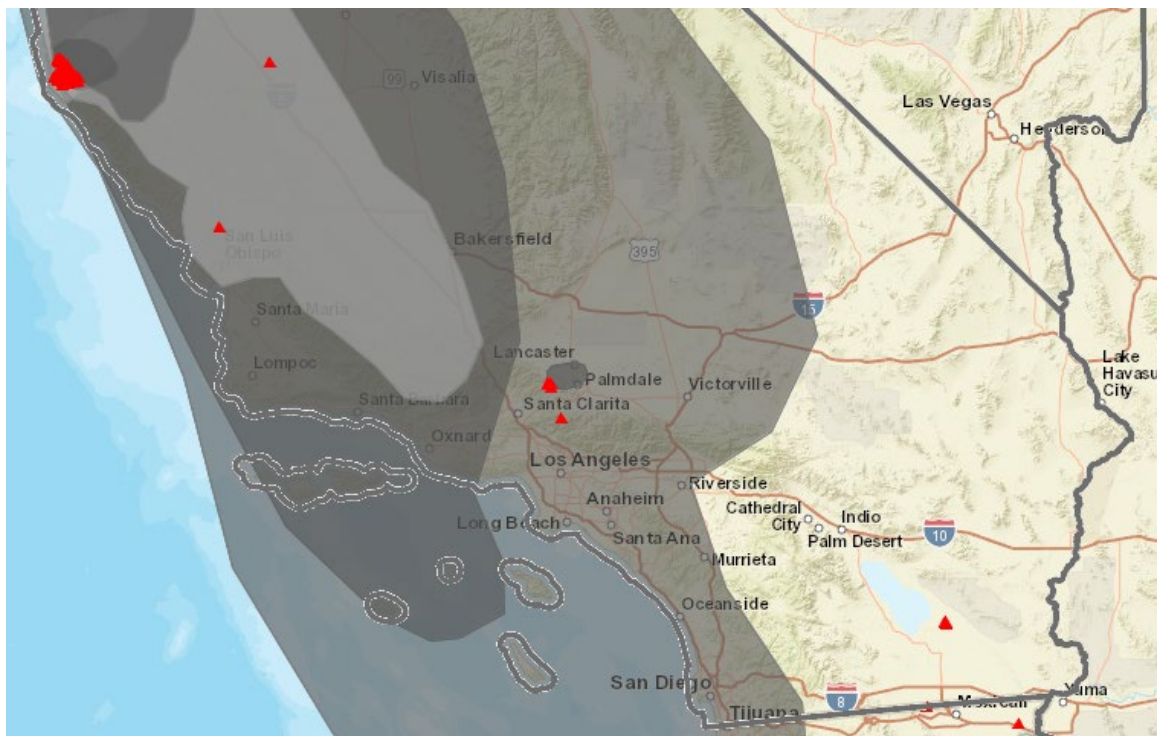 99
Visalia
Las Vegas
Henderson
San Luis
Obispo
Bakersfield
395
Santa Maria
15
Lompoc
Lancaster
Palmdale
Victorville
Lake
Havasu
City
Santa Barbara
Santa Clarita
Oxnard
Los Angeles
Riverside
Anaheim
Cathedral
City
Indio
10
Long Beach
Santa Ana
Palm Desert
Murrieta
Oceanside
San Diego
8
Tijuana
Mexicali
Yuma